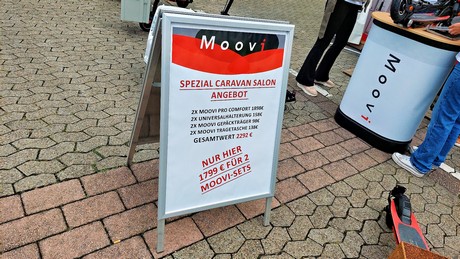 Moovi
SPEZIAL CARAVAN SALON
ANGEBOT
2X MOOVI PRO COMFORT 1898€
2X UNIVERSALHALTERUNG 158€
2X MOOVI GEPÄCKTRÄGER 98€
2X MOOVI TRAGETASCHE 138€
GESAMTWERT 2292 €
NUR HIER
1799 € FÜR 2
MOOVI-SETS
Moovi